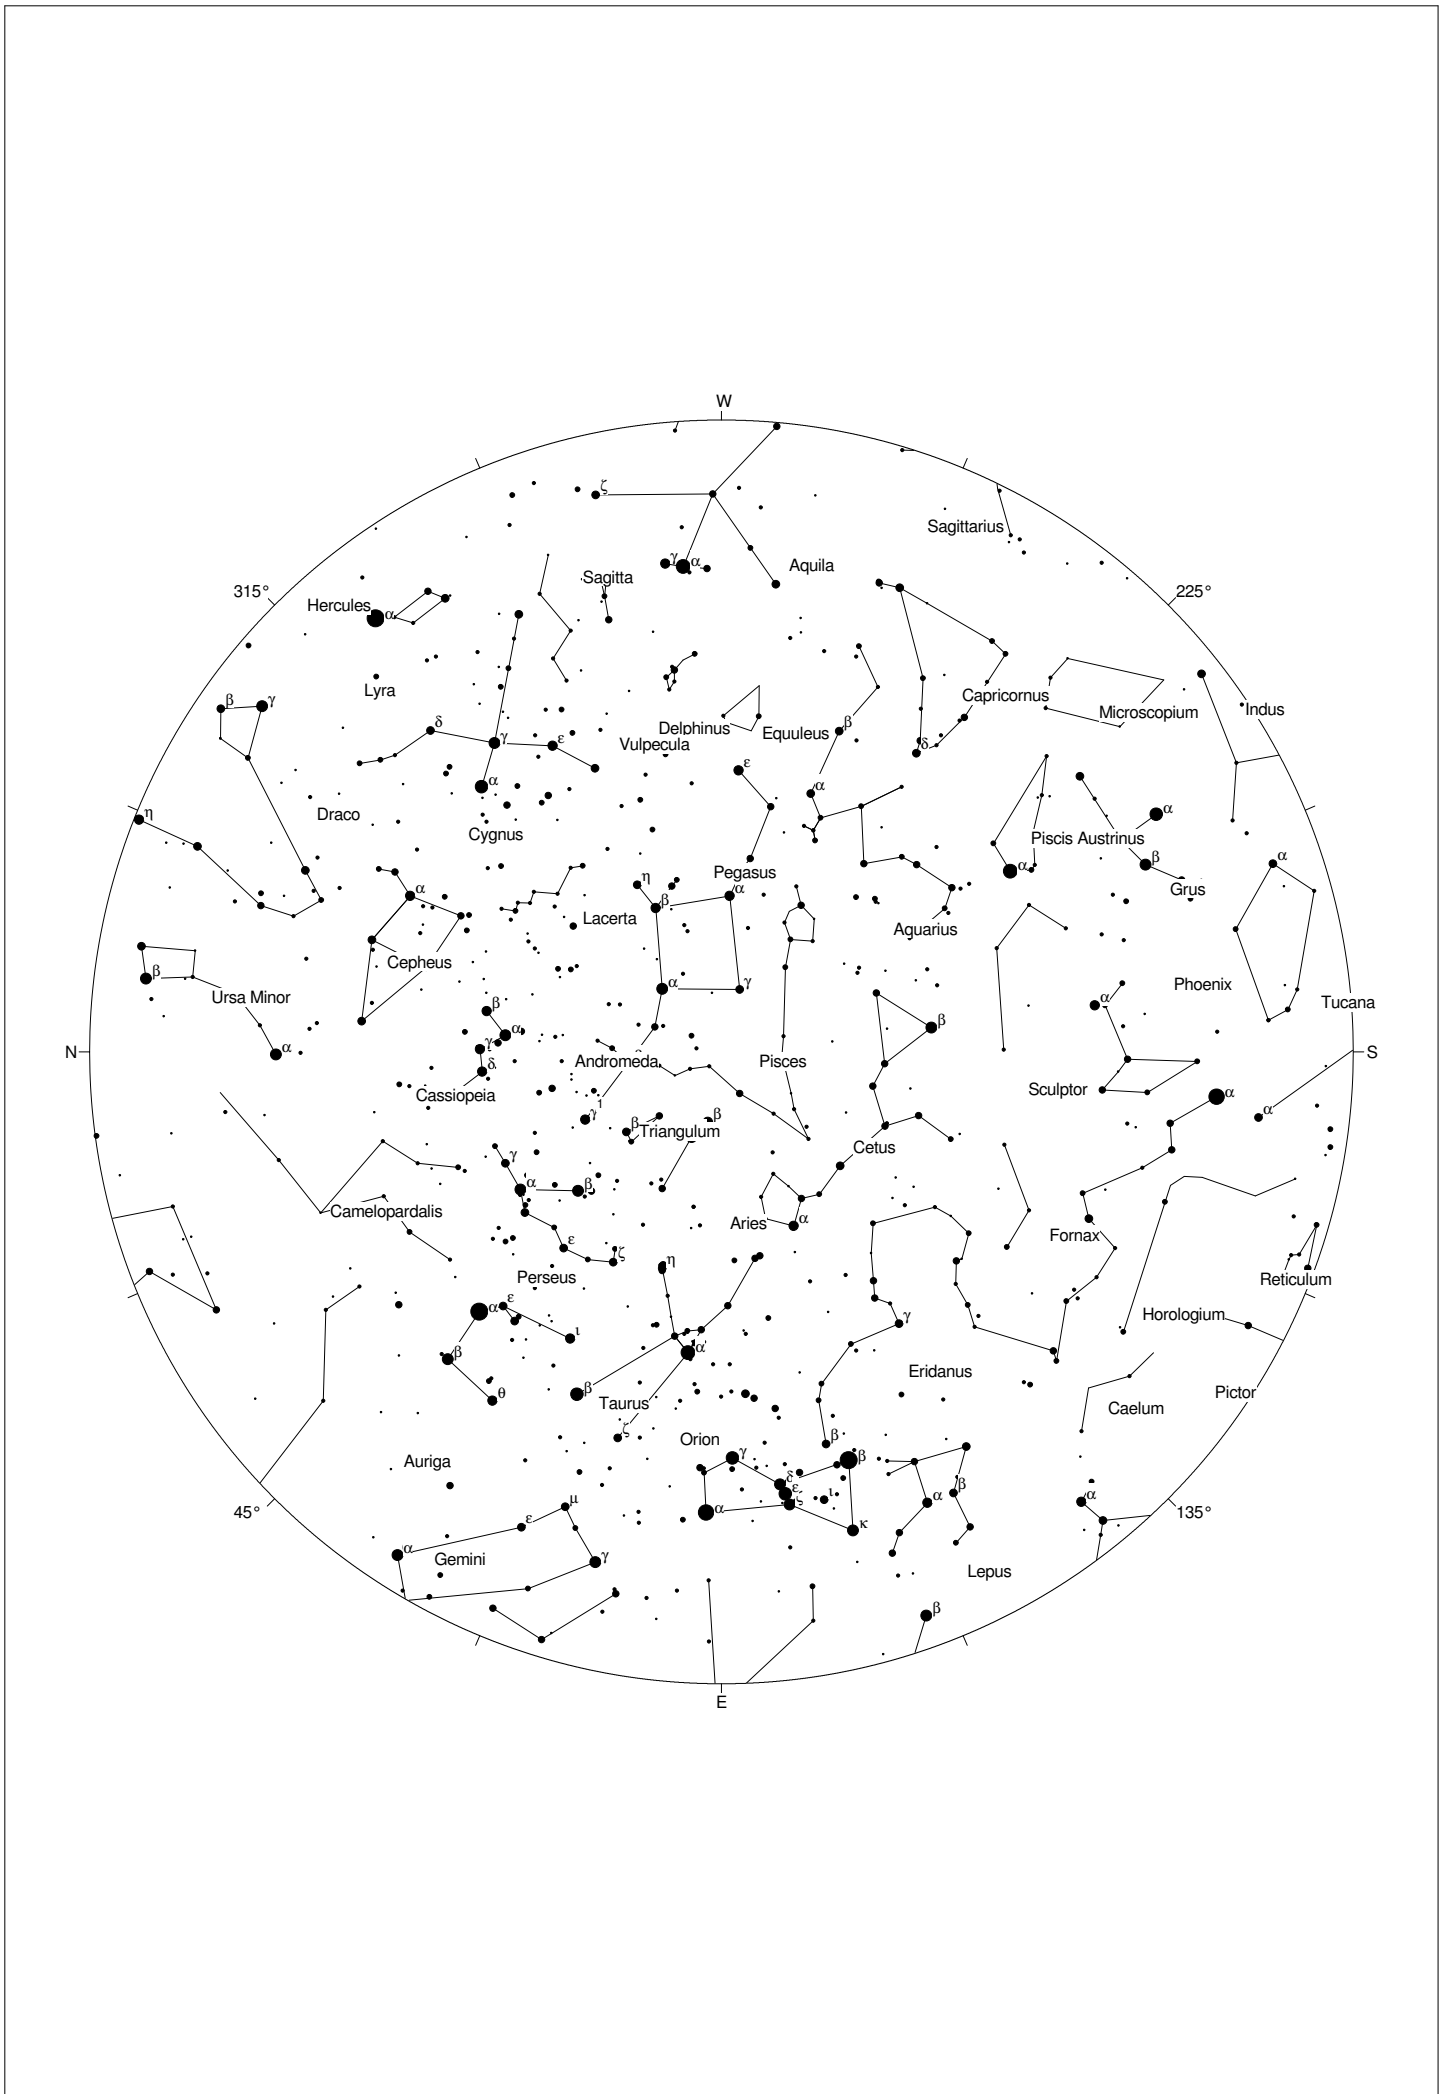 W
ζ
Sagittarius
γ α
Aquila
Sagitta
315°
225°
Hercules
α
Lyra
Capricornus
β γ
Indus
Microscopium
δ
Delphinus
Equuleus
β
γ
ε
Vulpecula
δ
ε
α
α
η
Draco
α
Cygnus
Piscis Austrinus
β
α
Pegasus
α
η
α
Grus
α
β
Lacerta
Aquarius
Cepheus
β
α
γ
Phoenix
Ursa Minor
β
α
Tucana
α
β
γ
N
α
S
Andromeda
Pisces
δ
Cassiopeia
Sculptor
α
γ1
α
β
β
Triangulum
Cetus
γ
α
β
Camelopardalis
Aries
α
ε
ζ
Fornax
η
Perseus
Reticulum
α
ε
Horologium
γ
ι
α
β
Eridanus
β
θ
Taurus
Pictor
Caelum
ζ
Orion
β
γ
β
Auriga
δ
β
ε
45°
μ
α
ζ
ι
α
α
135°
ε
κ
α
Gemini
γ
Lepus
β
E